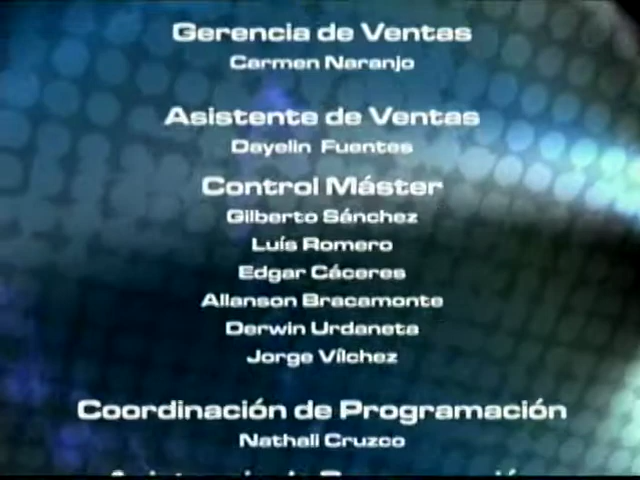 Gerencia de Ventas
Carmen Naranjo
Asistente de Ventas
Dayelin Fuentes
Control Máster
Gilberto Sánchez
Luís Romero
Edgar Cáceres
Allanson Bracamonte
Derwin Urdaneta
Jorge Vílchez
Coordinación de Programación
Nathali Cruzco